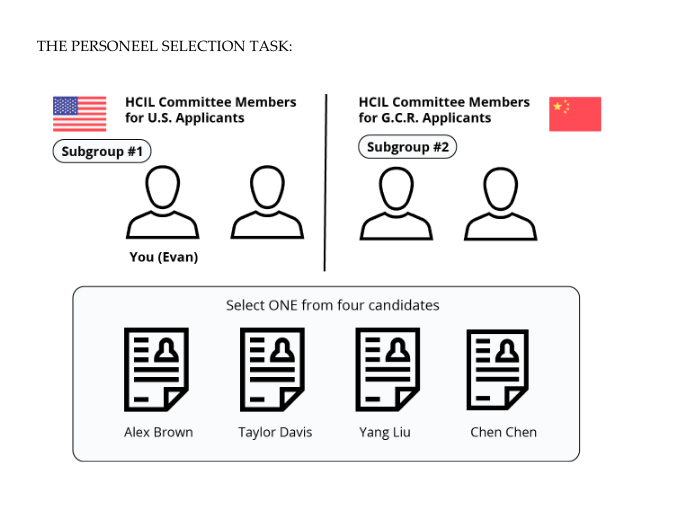 THE PERSONEEL SELECTION TASK:
HCIL Committee Members
for U.S. Applicants
Subgroup #1
You (Evan)
HCIL Committee Members
for G.C.R. Applicants
Subgroup #2
Select ONE from four candidates
Alex Brown Taylor Davis Yang Liu Chen Chen